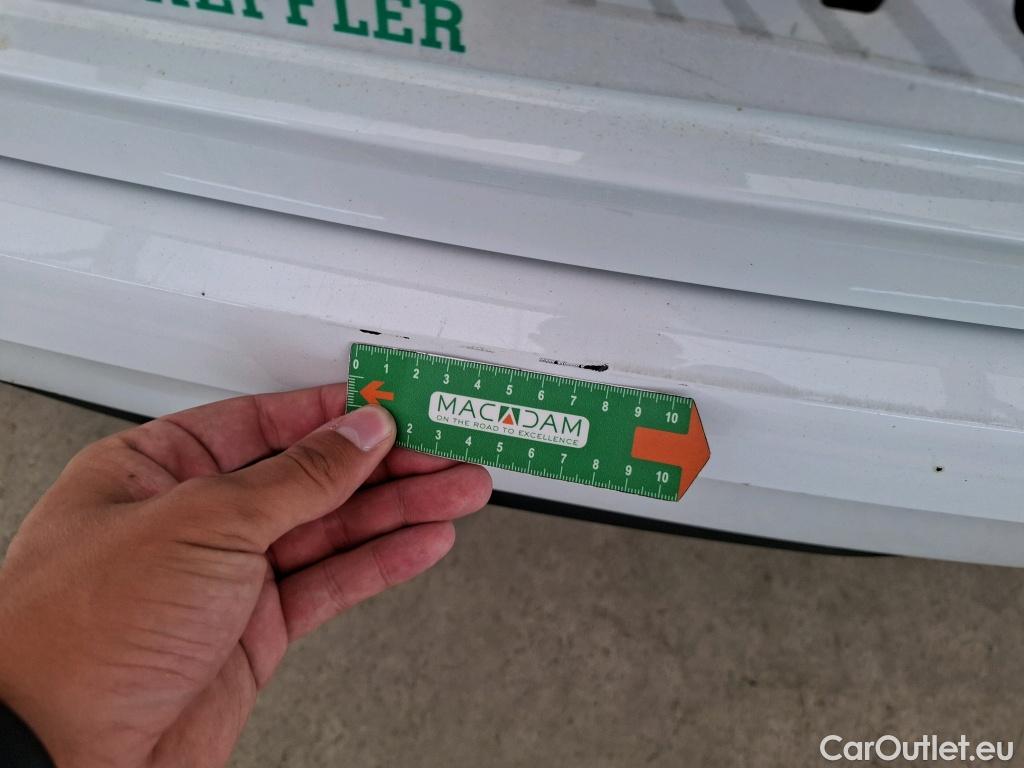 EFFLER
0 1 2 3 4 5 6 7 8 9 10
MACADAM
ON THE ROAD TO EXCELLENCE
2 3 4 5 6 7 8 9 10
CarOutlet.eu